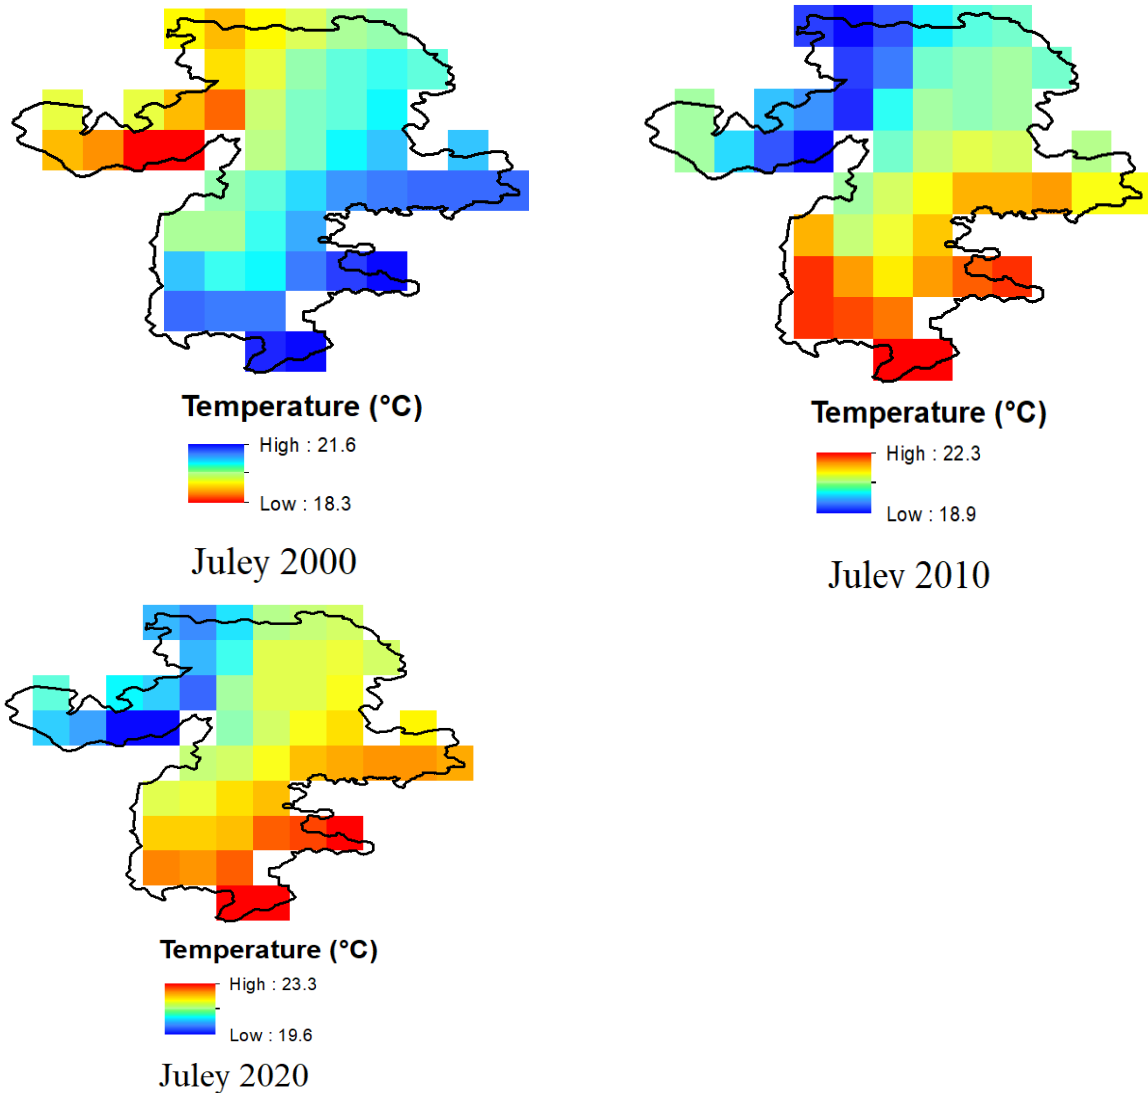 Temperature (°C)
High : 21.6
Low : 18.3
Juley 2000
Temperature (°C)
High : 22.3
Low : 18.9
Julev 2010
Temperature (°C)
High : 23.3
Low : 19.6
Juley 2020